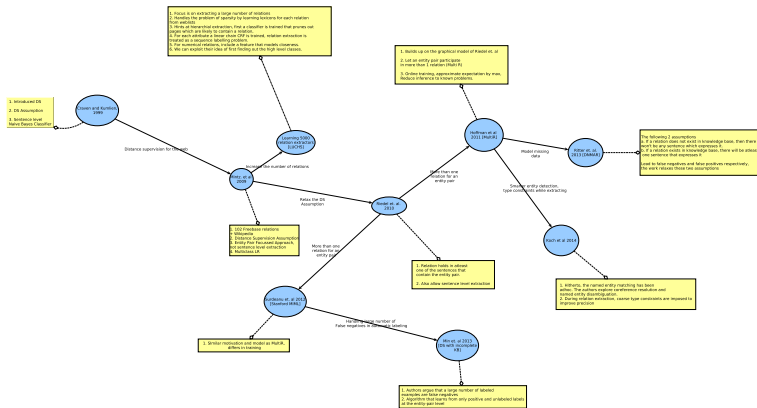 1. Focus is on extracting a large number of relations
2. Handles the problem of sparsity by learning lexicons for each relation
from weblists
3. Hints at hierarchial extraction, first a classifier is trained that prunes out
pages which are likely to contain a relation.
4. For each attribute a linear chain CRF is trained, relation extraction
is treated as a sequence labelling problem.
5. For numerical relations, include a feature that models closeness.
6. We can exploit their idea of first finding out the high level classes.
1. Builds up on the graphical model of Riedel et. al
2. Let an entity pair participate
in more than 1 relation (Multi R)
3. Online training, approximate expectation by max.
Reduce inference to known problems.
1. Introduced DS
2. DS Assumption
3. Sentence level
Naive Bayes Classifier
Craven and Kumlien,
1999
Distance supervision for the web
Learning 5000
relation extractors
[LUCHS]
Increase the number of relations
Mintz. et. al
2009
Hoffman et. al
2011 [MultiR]
Model missing
data
Ritter et. al.
2013 [DNMAR]
The following 2 assumptions
a. If a relation does not exist in knowledge base, then there
won't be any sentence which expresses it
b. If a relation exists in knowledge base, there will be atleast
one sentence that expresses it
Lead to false negatives and false positives respectively,
the work relaxes these two assumptions
More than one
relation for an
entity pair
Smarter entity detection,
type constraints while extracting
Relax the DS
Assumption
Riedel et. al.
2010
1. 102 Freebase relations
+ Wikipedia
2. Distance Supervision Assumption
3. Entity Pair Focussed Approach,
not sentence level extraction
4. Multiclass LR
More than one
relation for an
entity pair
1. Relation holds in atleast
one of the sentences that
contain the entity pair.
2. Also allow sentence level extraction
Koch et al 2014
1. Hitherto, the named entity matching has been
adhoc. The authors explore conference resolution and
named entity disambiguation.
2. During relation extraction, coarse type constraints are imposed to
improve precision
Surdeanu et. al 2012
[Stanford MIML]
Handling large number of
False negatives in automatic labeling
1. Similar motivation and model as MultiR,
differs in training
Min et. al 2013
[DS with incomplete
KB]
1. Authors argue that a large number of labeled
examples are false negatives
2. Algorithm that learns from only positive and unlabeled labels
at the entity pair level